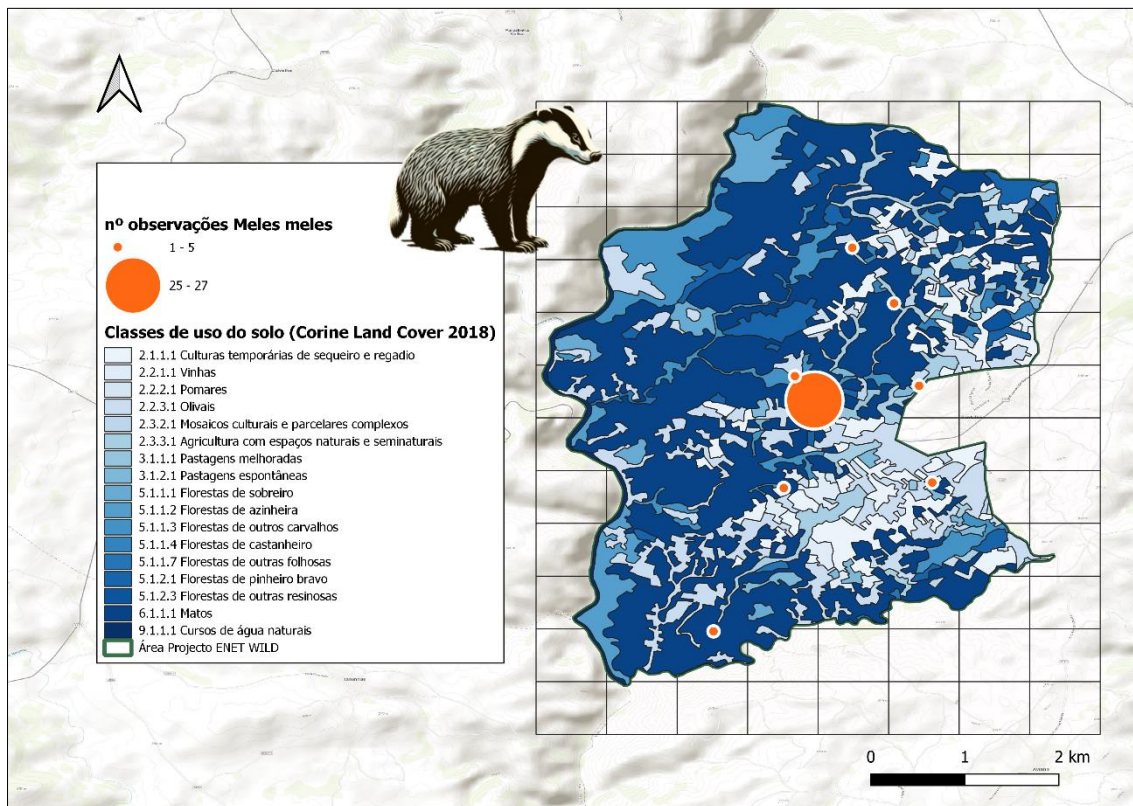 nº observações Meles meles
1 - 5
25 - 27
Classes de uso do solo (Corine Land Cover 2018)
2.1.1.1 Culturas temporárias de sequeiro e regadio
2.2.1.1 Vinhas
2.2.2.1 Pomares
2.2.3.1 Olivais
2.3.2.1 Mosaicos culturais e parcelares complexos
2.3.3.1 Agricultura com espaços naturais e seminaturais
3.1.1.1 Pastagens melhoradas
3.1.2.1 Pastagens espontâneas
5.1.1.1 Florestas de sobreiro
5.1.1.2 Florestas de azinheira
5.1.1.3 Florestas de outros carvalhos
5.1.1.4 Florestas de castanheiro
5.1.1.7 Florestas de outras folhosas
5.1.2.1 Florestas de pinheiro bravo
5.1.2.3 Florestas de outras resinosas
6.1.1.1 Matos
9.1.1.1 Cursos de água naturais
Área Projecto ENET WILD
0 1 2 km